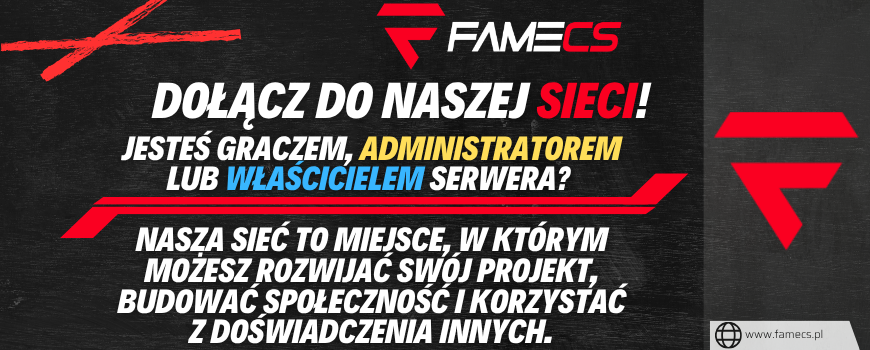 FAMECS
DOŁĄCZ DO NASZEJ SIECI!
JESTEŚ GRACZEM, ADMINISTRATOREM
LUB WŁAŚCICIELEM SERWERA?
NASZA SIEĆ TO MIEJSCE, W KTÓRYM
MOŻESZ ROZWIJAĆ SWÓJ PROJEKT,
BUDOWAĆ SPOŁECZNOŚĆ I KORZYSTAĆ
Z DOŚWIADCZENIA INNYCH.
www.famecs.pl